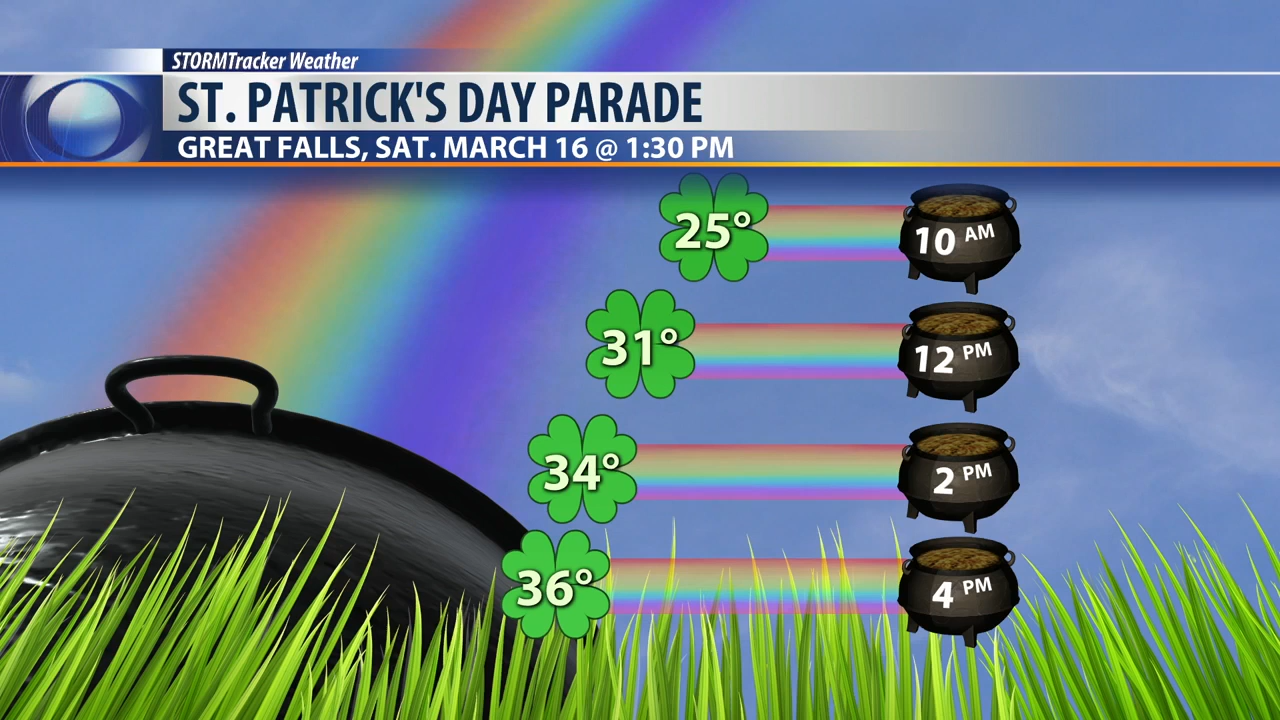 STORMTracker Weather
ST. PATRICK'S DAY PARADE
GREAT FALLS, SAT. MARCH 16 @ 1:30 PM
25° 10 AM
31° 12 PM
34° 2 PM
36° 4 PM